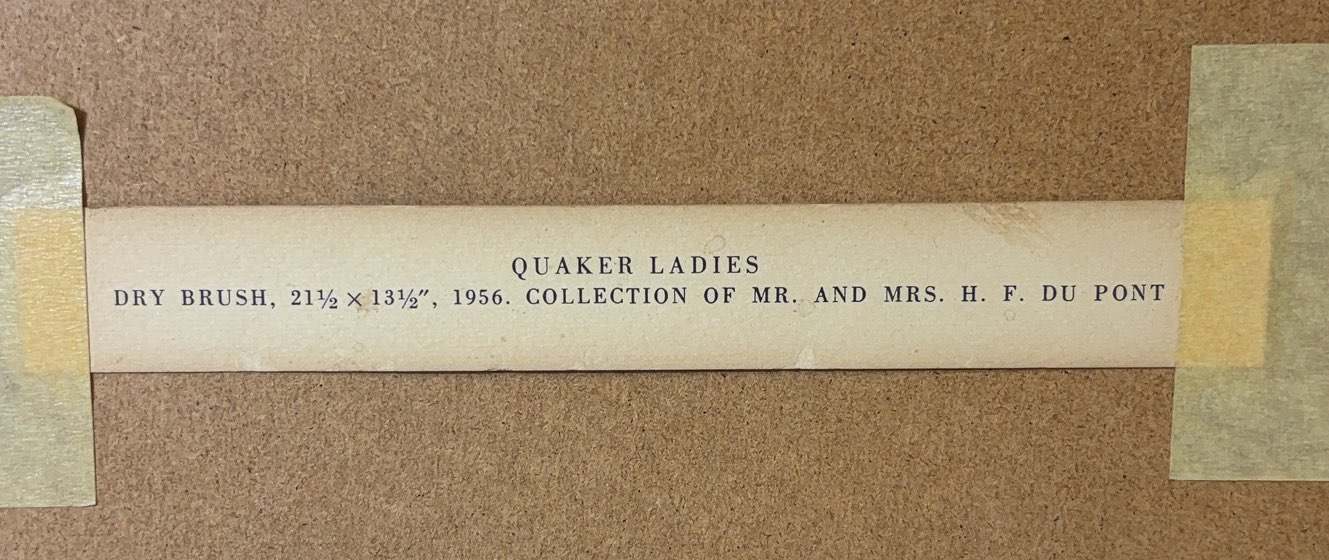 QUAKER LADIES
DRY BRUSH, 21½ × 13½″, 1956. COLLECTION OF MR. AND MRS. H. F. DU PONT